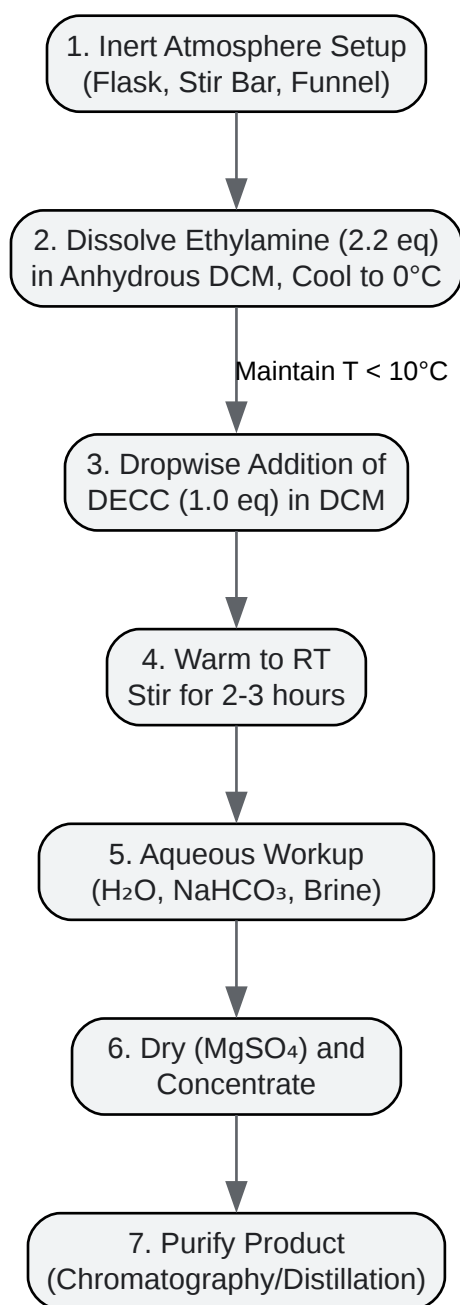 1. Inert Atmosphere Setup
(Flask, Stir Bar, Funnel)
2. Dissolve Ethylamine (2.2 eq)
in Anhydrous DCM, Cool to 0°C
Maintain T < 10°C
3. Dropwise Addition of
DECC (1.0 eq) in DCM
4. Warm to RT
Stir for 2-3 hours
5. Aqueous Workup
(H₂O, NaHCO₃, Brine)
6. Dry (MgSO₄) and
Concentrate
7. Purify Product
(Chromatography/Distillation)